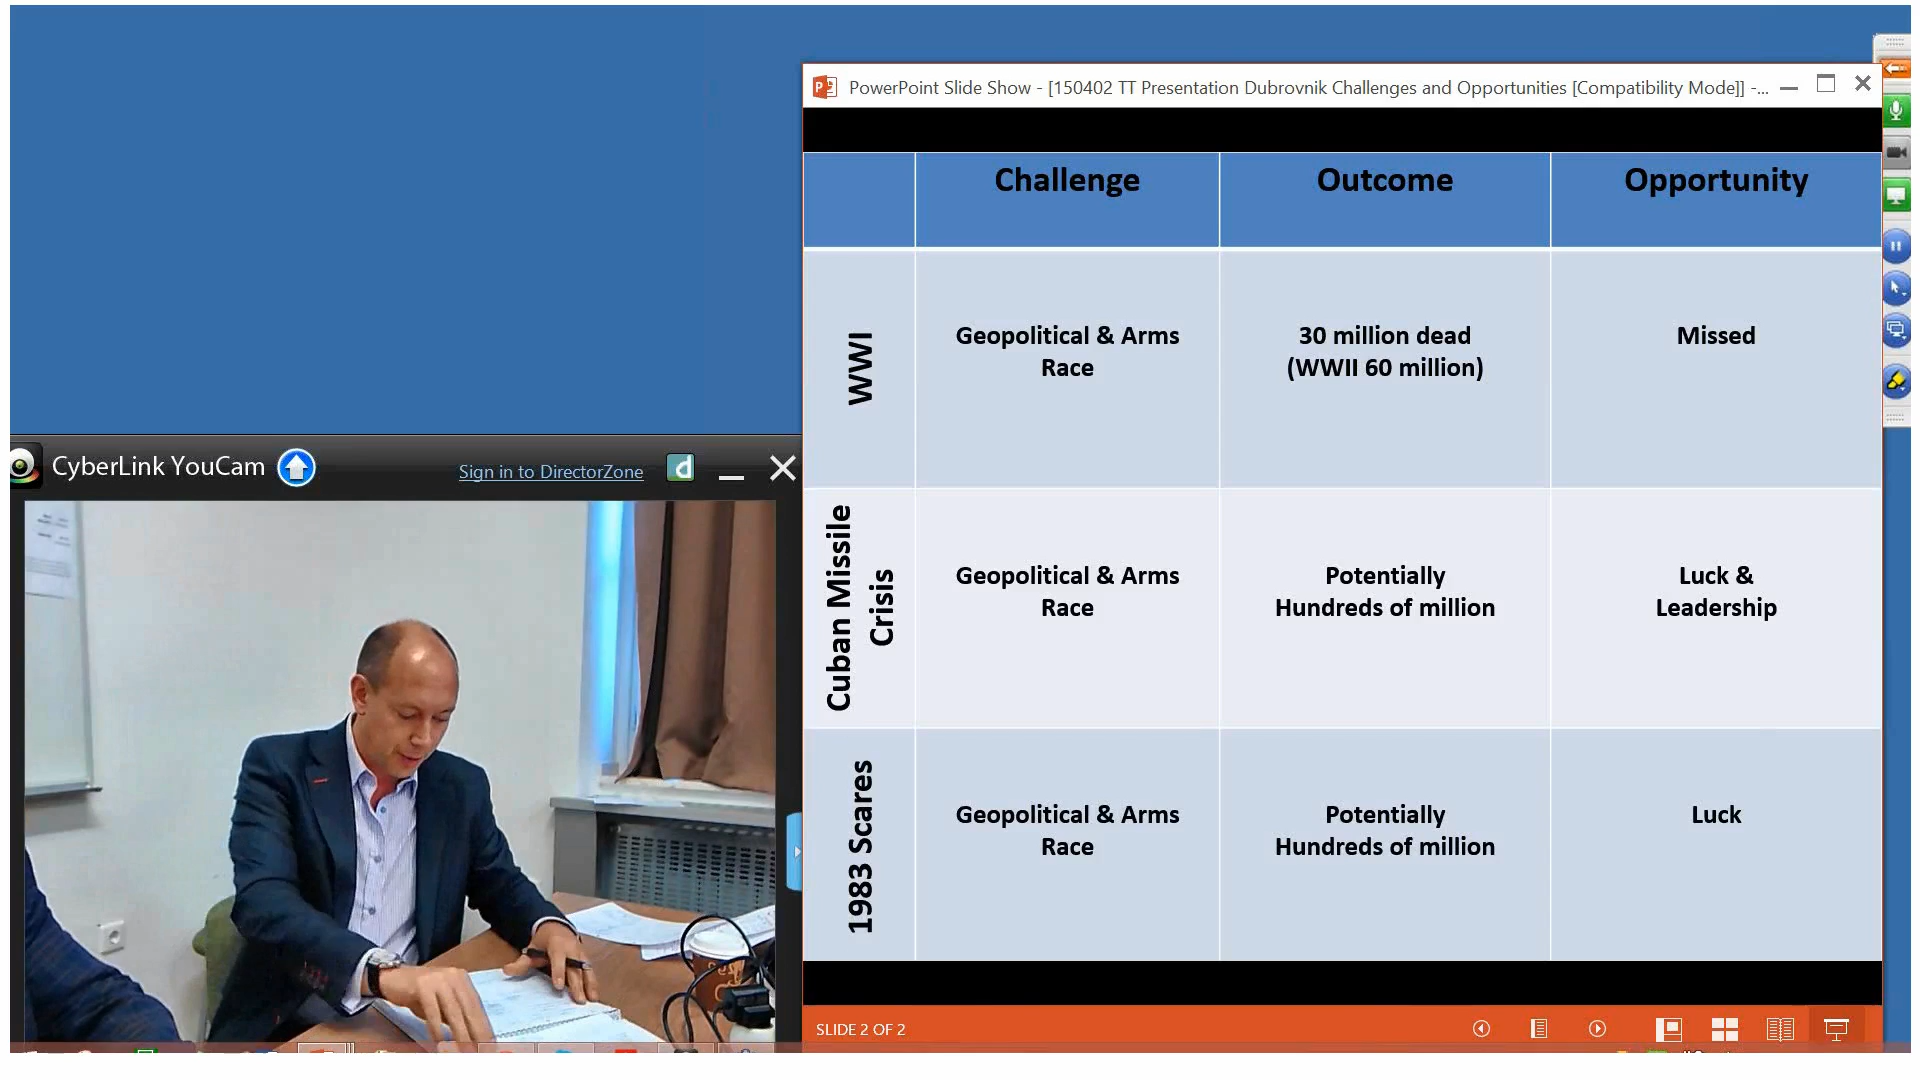 PowerPoint Slide Show - [150402 TT Presentation Dubrovnik Challenges and Opportunities [Compatibility Mode]] -...
Challenge
Outcome
Opportunity
WWI
Geopolitical & Arms
Race
30 million dead
(WWII 60 million)
Missed
Cuban Missile
Crisis
Geopolitical & Arms
Race
Potentially
Hundreds of million
Luck &
Leadership
1983 Scares
Geopolitical & Arms
Race
Potentially
Hundreds of million
Luck
SLIDE 2 OF 2
CyberLink YouCam
Sign in to DirectorZone